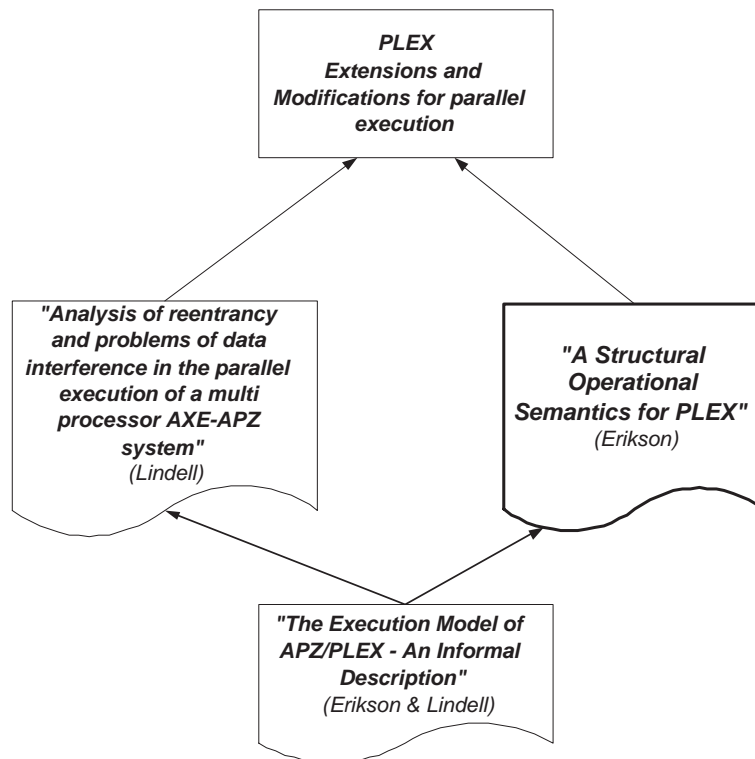 PLEX
Extensions and
Modifications for parallel
execution
"Analysis of reentrancy
and problems of data
interference in the parallel
execution of a multi
processor AXE-APZ
system"
(Lindell)
"A Structural
Operational
Semantics for PLEX"
(Erikson)
"The Execution Model of
APZ/PLEX - An Informal
Description"
(Erikson & Lindell)